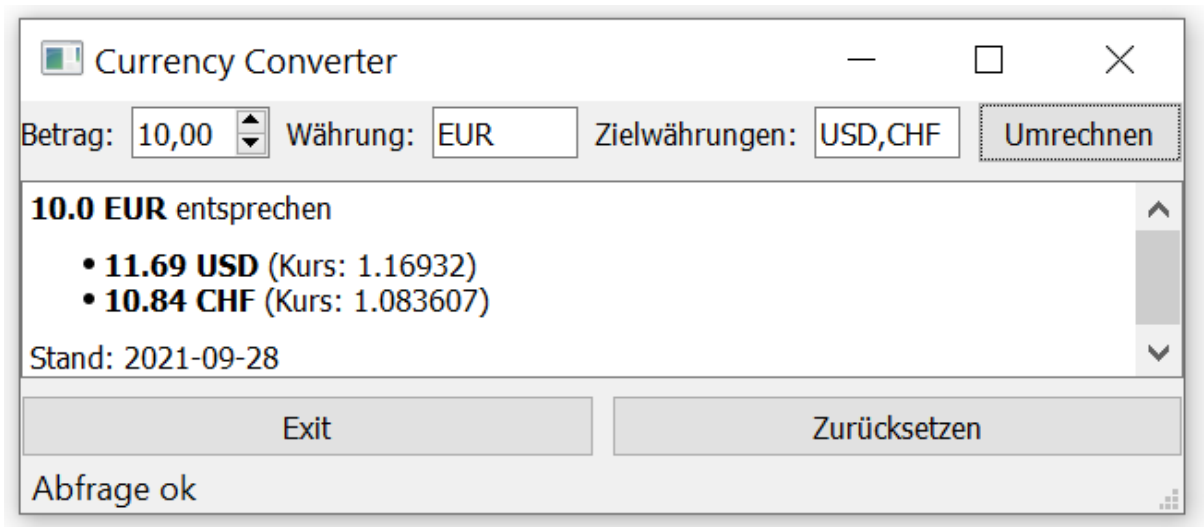 Currency Converter
Betrag: 10,00 Währung: EUR Zielwährungen: USD,CHF Umrechnen
10.0 EUR entsprechen
• 11.69 USD (Kurs: 1.16932)
• 10.84 CHF (Kurs: 1.083607)
Stand: 2021-09-28
Exit Zurücksetzen
Abfrage ok